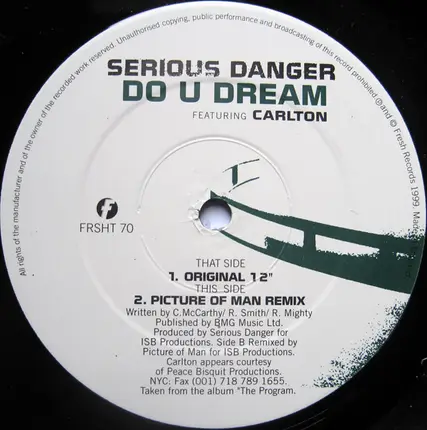 All rights of the manufacturer and of the owner of the recorded work reserved. Unauthorised copying, public performance and broadcasting of this record prohibited ℗ and © Fresh Records 1999. Made
SERIOUS DANGER
DO U DREAM
FEATURING CARLTON
f
FRSHT 70
THAT SIDE
1. ORIGINAL 12"
THIS SIDE
2. PICTURE OF MAN REMIX
Written by C.McCarthy/ R. Smith/ R. Mighty
Published by BMG Music Ltd.
Produced by Serious Danger for
ISB Productions. Side B Remixed by
Picture of Man for ISB Productions.
Carlton appears courtesy
of Peace Bisquit Productions.
NYC: Fax (001) 718 789 1655.
Taken from the album "The Program.